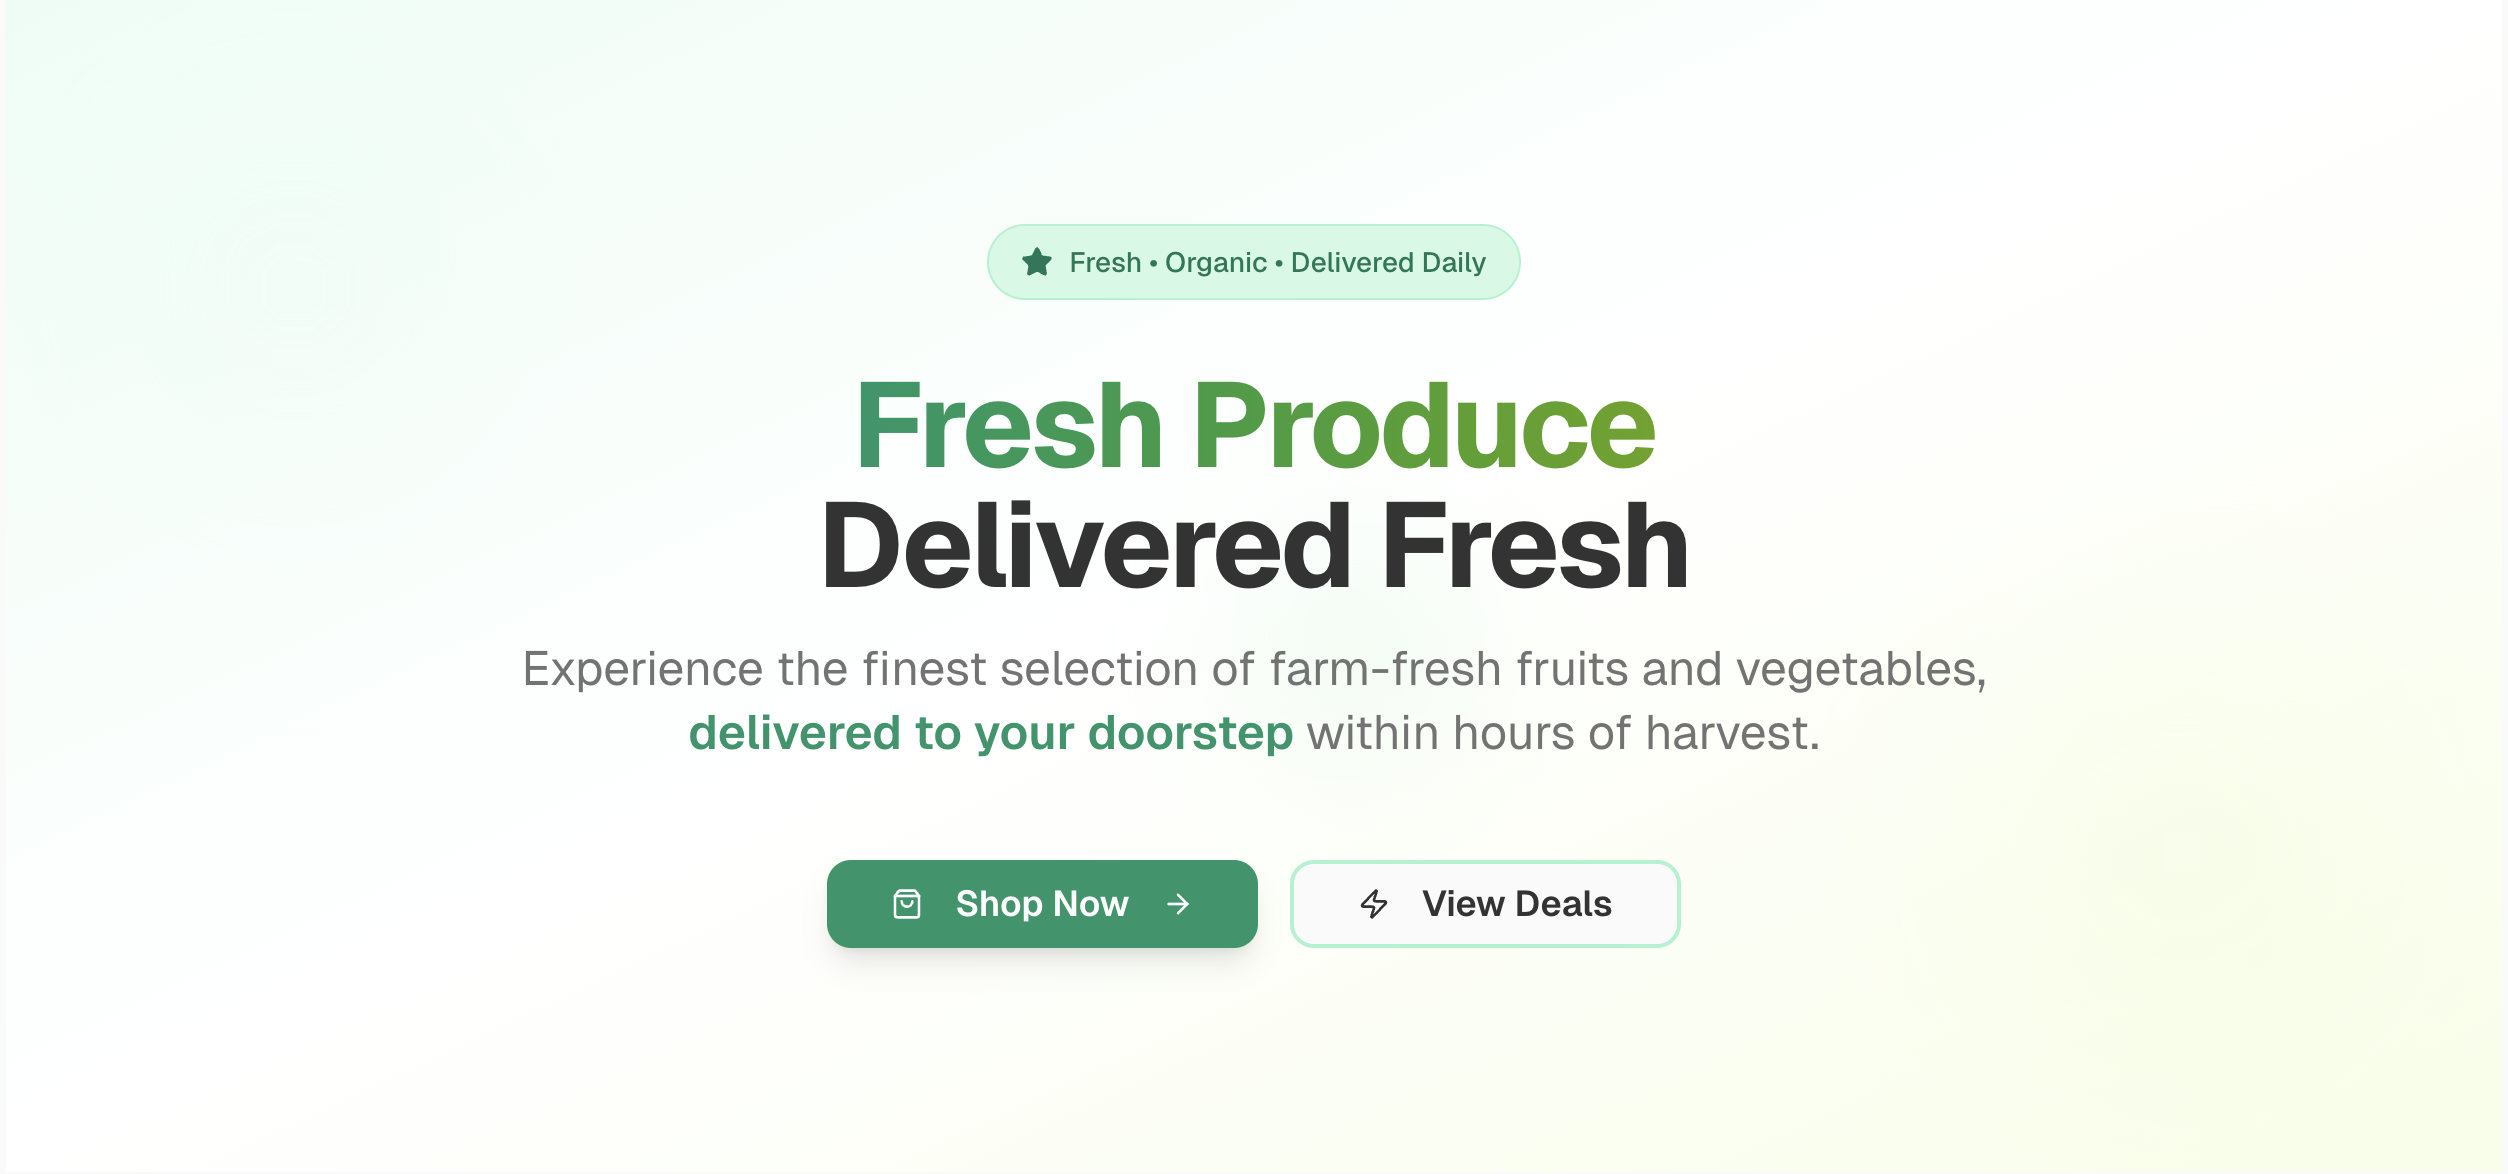 Fresh • Organic • Delivered Daily
Fresh Produce
Delivered Fresh
Experience the finest selection of farm-fresh fruits and vegetables,
delivered to your doorstep within hours of harvest.
Shop Now
View Deals